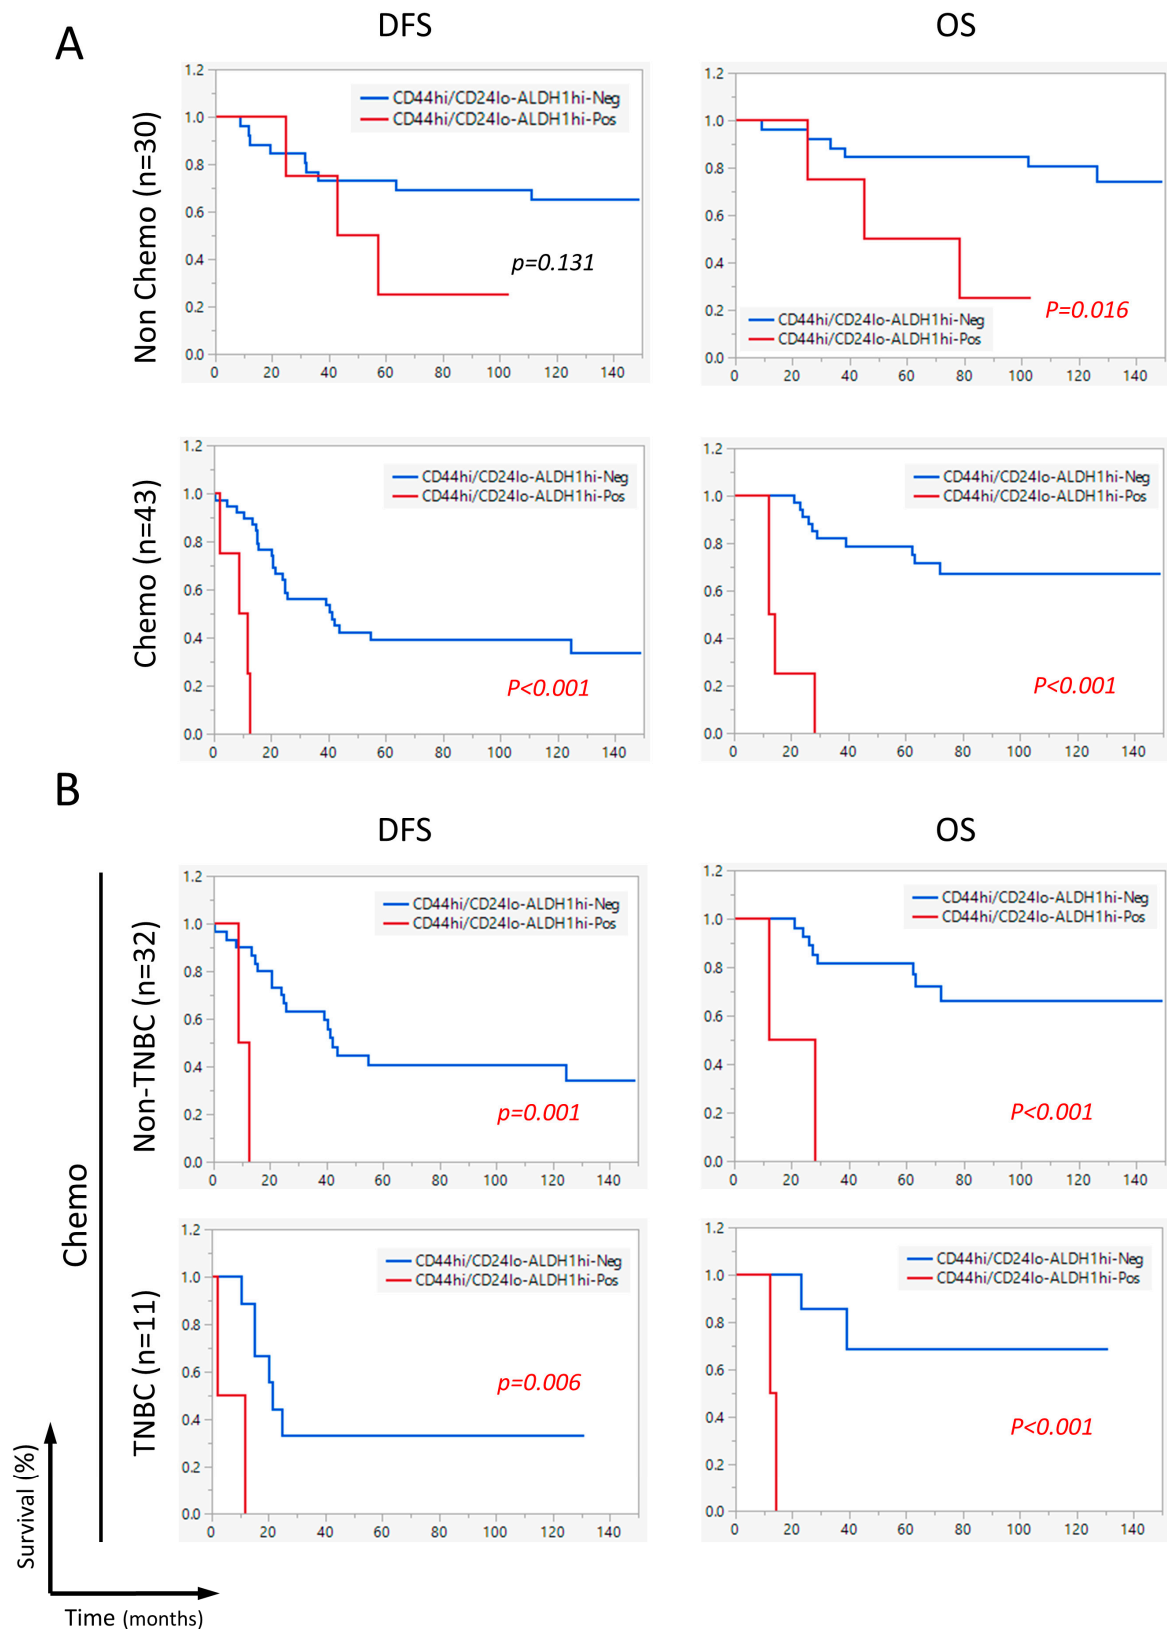 A
DFS
OS
Non Chemo (n=30)
1.2
1.0
0.8
0.6
0.4
0.2
0.0
0 20 40 60 80 100 120 140
CD44hi/CD24lo-ALDH1hi-Neg
CD44hi/CD24lo-ALDH1hi-Pos
p=0.131
1.2
1.0
0.8
0.6
0.4
0.2
0.0
0 20 40 60 80 100 120 140
CD44hi/CD24lo-ALDH1hi-Neg
CD44hi/CD24lo-ALDH1hi-Pos
P=0.016
Chemo (n=43)
1.2
1.0
0.8
0.6
0.4
0.2
0.0
0 20 40 60 80 100 120 140
CD44hi/CD24lo-ALDH1hi-Neg
CD44hi/CD24lo-ALDH1hi-Pos
P<0.001
1.2
1.0
0.8
0.6
0.4
0.2
0.0
0 20 40 60 80 100 120 140
CD44hi/CD24lo-ALDH1hi-Neg
CD44hi/CD24lo-ALDH1hi-Pos
P<0.001
B
DFS
OS
Chemo
Non-TNBC (n=32)
1.2
1.0
0.8
0.6
0.4
0.2
0.0
0 20 40 60 80 100 120 140
CD44hi/CD24lo-ALDH1hi-Neg
CD44hi/CD24lo-ALDH1hi-Pos
p=0.001
1.2
1.0
0.8
0.6
0.4
0.2
0.0
0 20 40 60 80 100 120 140
CD44hi/CD24lo-ALDH1hi-Neg
CD44hi/CD24lo-ALDH1hi-Pos
P<0.001
TNBC (n=11)
1.2
1.0
0.8
0.6
0.4
0.2
0.0
0 20 40 60 80 100 120 140
CD44hi/CD24lo-ALDH1hi-Neg
CD44hi/CD24lo-ALDH1hi-Pos
p=0.006
1.2
1.0
0.8
0.6
0.4
0.2
0.0
0 20 40 60 80 100 120 140
CD44hi/CD24lo-ALDH1hi-Neg
CD44hi/CD24lo-ALDH1hi-Pos
P<0.001
Survival (%)
Time (months)